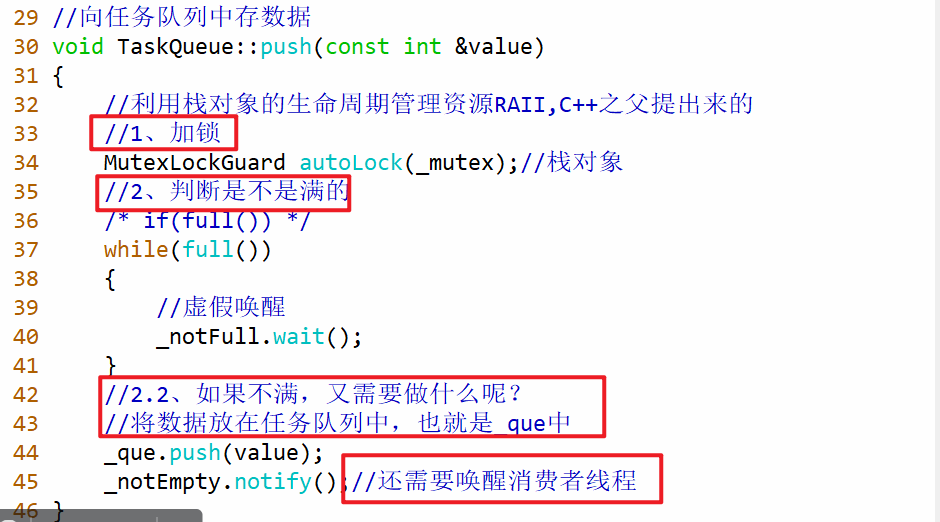 29 //向任务队列中存数据
30 void TaskQueue::push(const int &value)
31 {
32 //利用栈对象的生命周期管理资源RAII,C++之父提出来的
33 //1、加锁
34 MutexLockGuard autoLock(_mutex);//栈对象
35 //2、判断是不是满的
36 /* if(full()) */
37 while(full())
38 {
39 //虚假唤醒
40 _notFull.wait();
41 }
42 //2.2、如果不满，又需要做什么呢？
43 //将数据放在任务队列中，也就是_que中
44 _que.push(value);
45 _notEmpty.notify();//还需要唤醒消费者线程
46 }